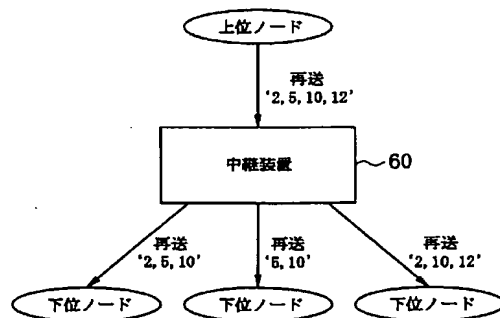 上位ノード
再送
‘2, 5, 10, 12’
中継装置
60
再送
‘2, 5, 10’
再送
‘5, 10’
再送
‘2, 10, 12’
下位ノード
下位ノード
下位ノード